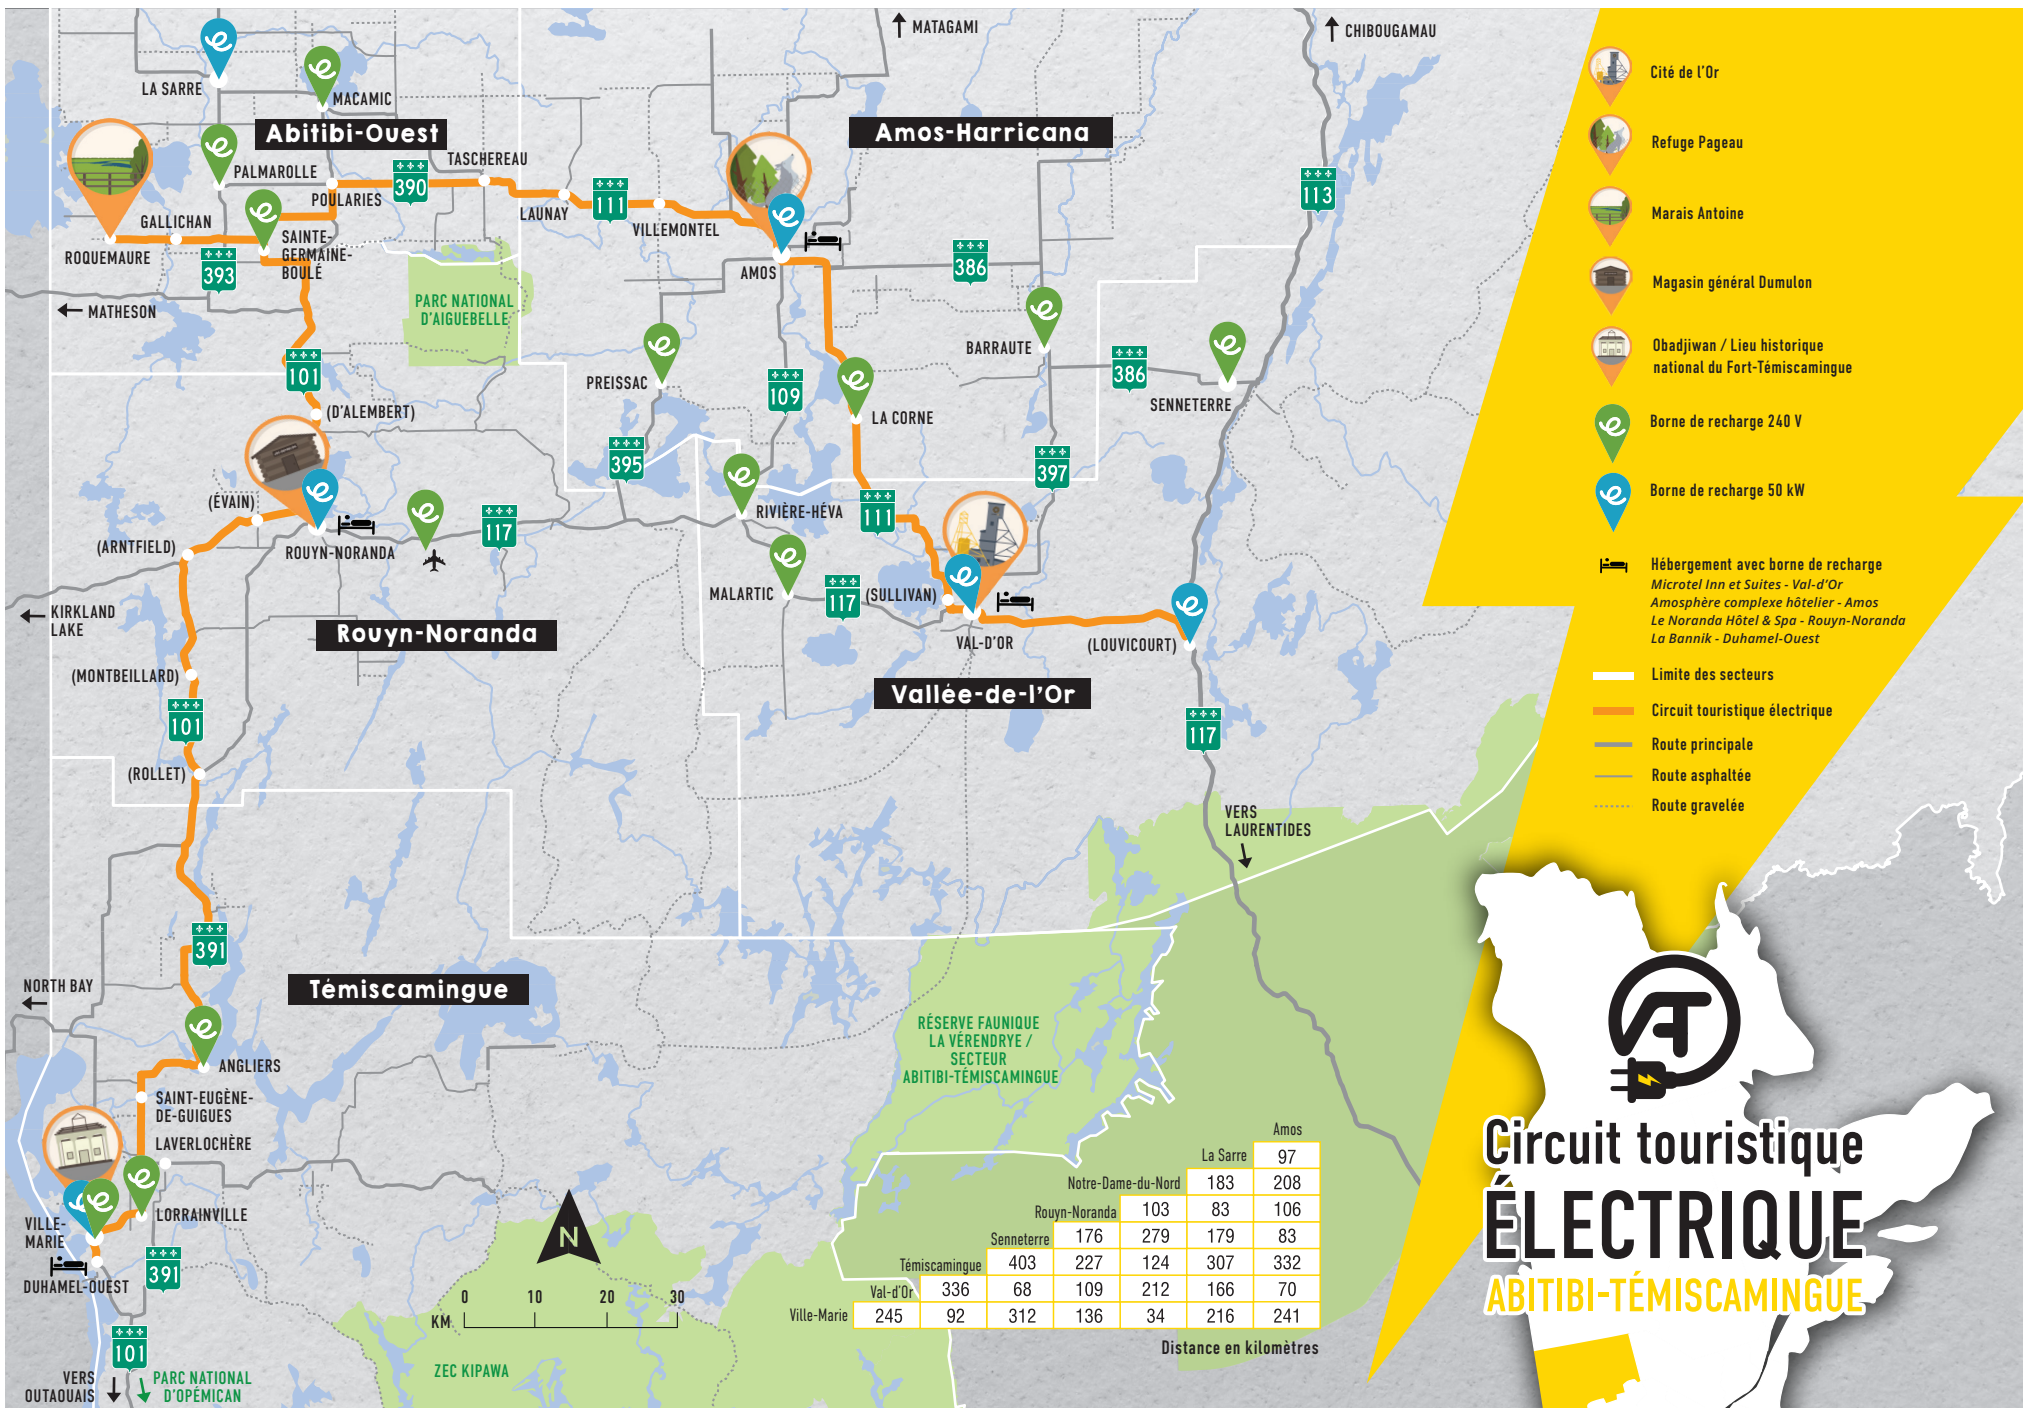 MATAGAMI
CHIBOUGAMAU
LA SARRE
MACAMIC
Abitibi-Ouest
Amos-Harricana
PALMAROLLE
TASCHEREAU
390
POULARIES
LAUNAY
111
VILLEMONTEL
113
GALLICHAN
ROQUEMAURE
SAINTE-
GERMAINE-
BOULÉ
393
AMOS
386
MATHESON
PARC NATIONAL
D'AIGUEBELLE
101
(D'ALEMBERT)
PREISSAC
109
BARRAUTE
386
SENNETERRE
LA CORNE
395
397
(ÉVAIN)
RIVIÈRE-HÉVA
111
(ARNTFIELD)
ROUYN-NORANDA
117
MALARTIC
117
(SULLIVAN)
KIRKLAND
LAKE
Rouyn-Noranda
VAL-D'OR
(LOUVICOURT)
(MONTBEILLARD)
Vallée-de-l'Or
101
117
(ROLLET)
VERS
LAURENTIDES
391
NORTH BAY
Témiscamingue
RÉSERVE FAUNIQUE
LA VÉRENDRYE /
SECTEUR
ABITIBI-TÉMISCAMINGUE
ANGLIERS
SAINT-EUGÈNE-
DE-GUIGUES
LAVERLOCHÈRE
VILLE-
MARIE
LORRAINVILLE
DUHAMEL-OUEST
391
101
VERS
OUTAOUAIS
PARC NATIONAL
D'OPÉMICAN
ZEC KIPAWA
N
0 10 20 30
KM
Amos
La Sarre 97
Notre-Dame-du-Nord 183 208
Rouyn-Noranda 103 83 106
Senneterre 176 279 179 83
Témiscamingue 403 227 124 307 332
Val-d'Or 336 68 109 212 166 70
Ville-Marie 245 92 312 136 34 216 241
Distance en kilomètres
Cité de l'Or
Refuge Pageau
Marais Antoine
Magasin général Dumulon
Obadjiwan / Lieu historique
national du Fort-Témiscamingue
Borne de recharge 240 V
Borne de recharge 50 kW
Hébergement avec borne de recharge
Microtel Inn et Suites - Val-d'Or
Amosphère complexe hôtelier - Amos
Le Noranda Hôtel & Spa - Rouyn-Noranda
La Bannik - Duhamel-Ouest
Limite des secteurs
Circuit touristique électrique
Route principale
Route asphaltée
Route gravelée
AT
Circuit touristique
ÉLECTRIQUE
ABITIBI-TÉMISCAMINGUE